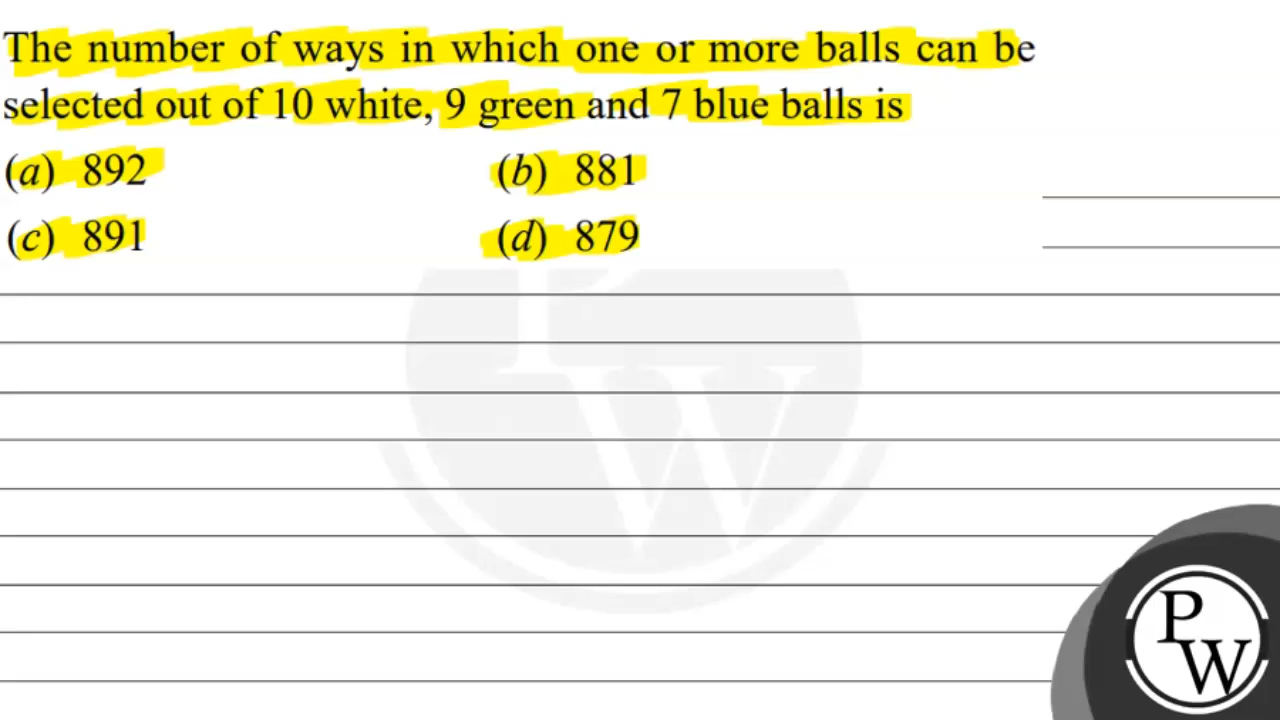 The number of ways in which one or more balls can be
selected out of 10 white, 9 green and 7 blue balls is
(a) 892 (b) 881
(c) 891 (d) 879
PW